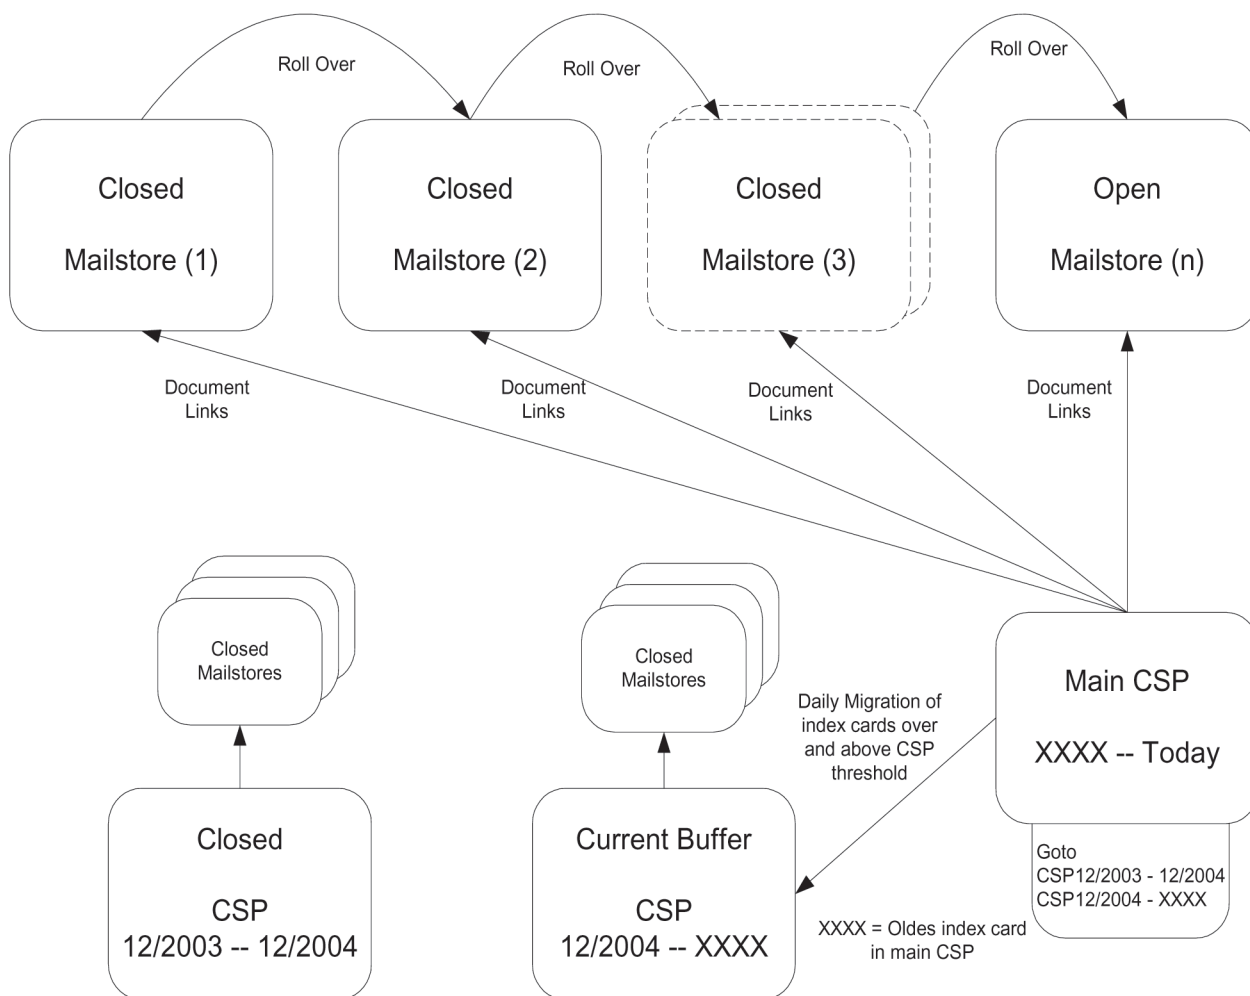 Roll Over
Roll Over
Roll Over
Closed
Mailstore (1)
Closed
Mailstore (2)
Closed
Mailstore (3)
Open
Mailstore (n)
Document
Links
Document
Links
Document
Links
Document
Links
Closed
Mailstores
Closed
Mailstores
Daily Migration of
index cards over
and above CSP
threshold
Main CSP
XXXX -- Today
Goto
CSP12/2003 - 12/2004
CSP12/2004 - XXXX
Closed
CSP
12/2003 -- 12/2004
Current Buffer
CSP
12/2004 -- XXXX
XXXX = Oldes index card
in main CSP